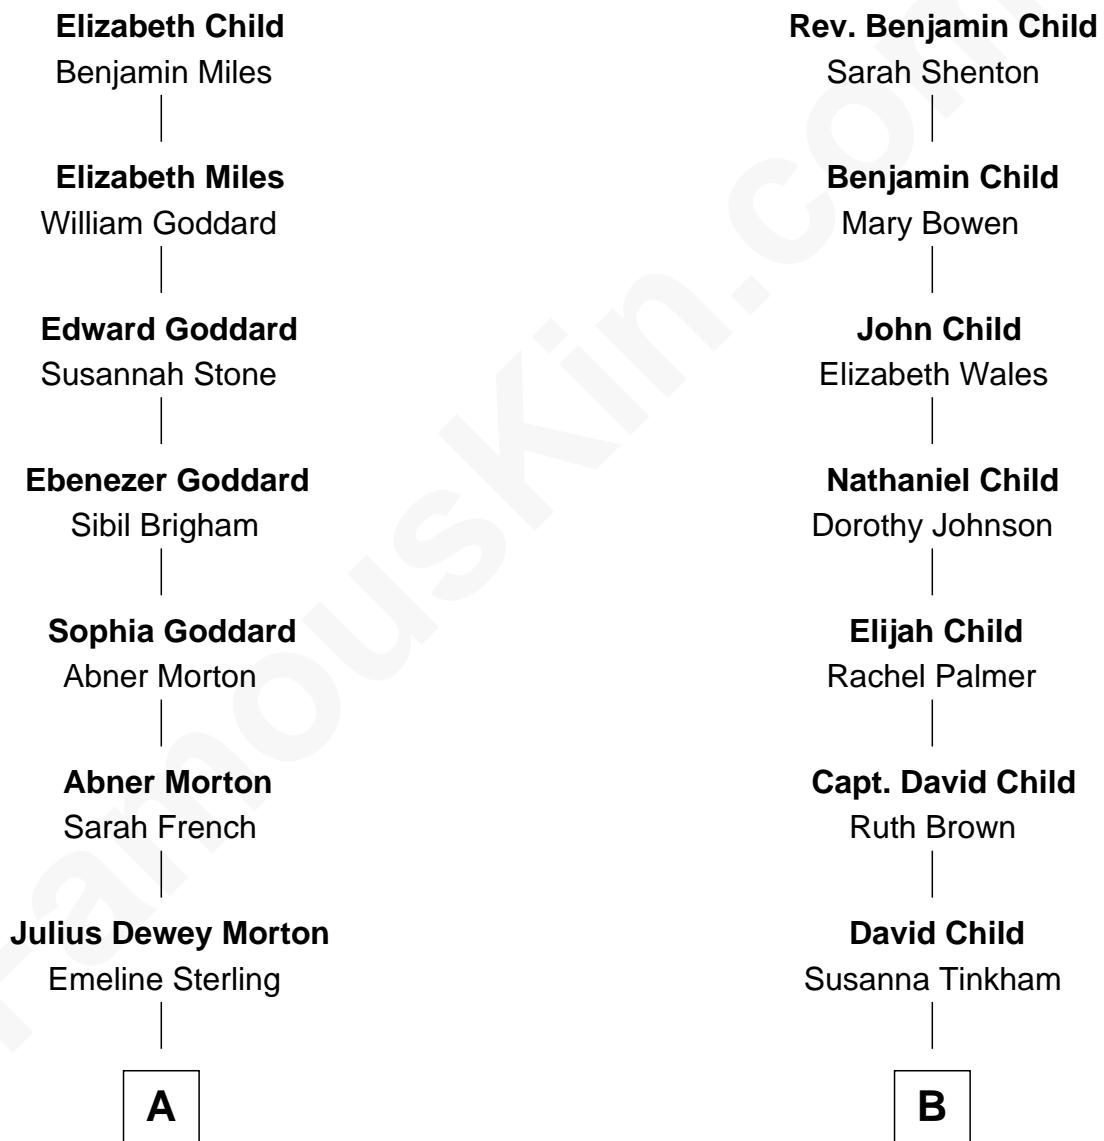 Elizabeth Child
Benjamin Miles
Elizabeth Miles
William Goddard
Edward Goddard
Susannah Stone
Ebenezer Goddard
Sibil Brigham
Sophia Goddard
Abner Morton
Abner Morton
Sarah French
Julius Dewey Morton
Emeline Sterling
A
Rev. Benjamin Child
Sarah Shenton
Benjamin Child
Mary Bowen
John Child
Elizabeth Wales
Nathaniel Child
Dorothy Johnson
Elijah Child
Rachel Palmer
Capt. David Child
Ruth Brown
David Child
Susanna Tinkham
B
FamousKin.com